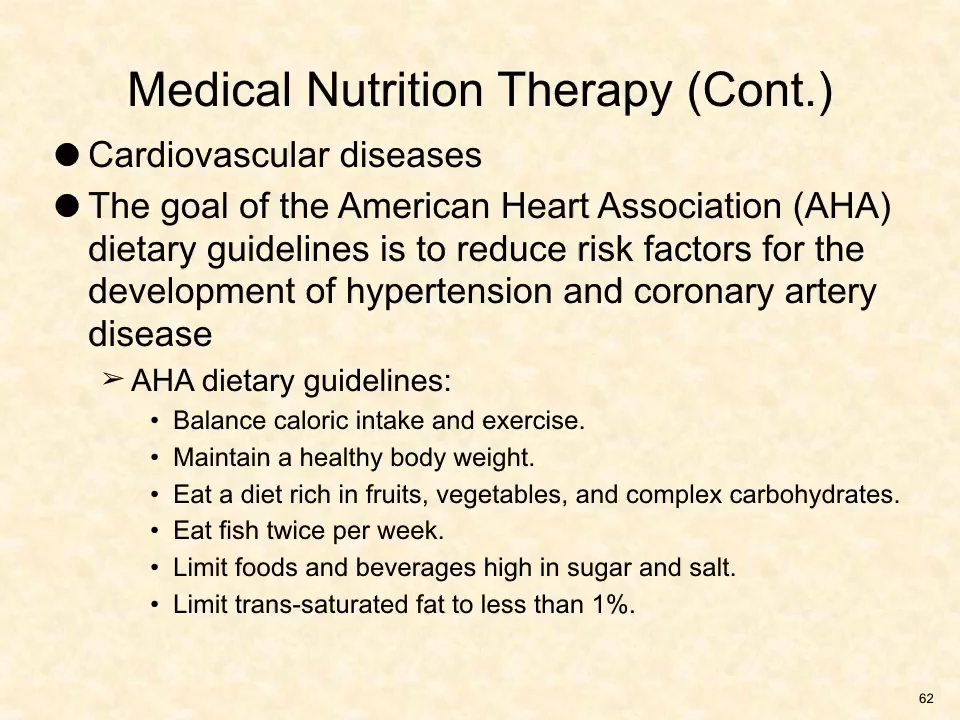 Medical Nutrition Therapy (Cont.)
● Cardiovascular diseases
● The goal of the American Heart Association (AHA)
dietary guidelines is to reduce risk factors for the
development of hypertension and coronary artery
disease
➢ AHA dietary guidelines:
• Balance caloric intake and exercise.
• Maintain a healthy body weight.
• Eat a diet rich in fruits, vegetables, and complex carbohydrates.
• Eat fish twice per week.
• Limit foods and beverages high in sugar and salt.
• Limit trans-saturated fat to less than 1%.
62